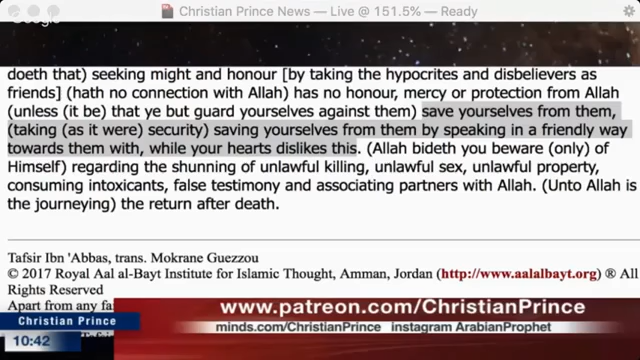 Christian Prince News — Live @ 151.5% — Ready
Google
doeth that) seeking might and honour [by taking the hypocrites and disbelievers as
friends] (hath no connection with Allah) has no honour, mercy or protection from Allah
(unless (it be) that ye but guard yourselves against them) save yourselves from them,
(taking (as it were) security) saving yourselves from them by speaking in a friendly way
towards them with, while your hearts dislikes this. (Allah bideth you beware (only) of
Himself) regarding the shunning of unlawful killing, unlawful sex, unlawful property,
consuming intoxicants, false testimony and associating partners with Allah. (Unto Allah is
the journeying) the return after death.
Tafsir Ibn 'Abbas, trans. Mokrane Guezzou
© 2017 Royal Aal al-Bayt Institute for Islamic Thought, Amman, Jordan (http://www.aalalbayt.org) ® All
Rights Reserved
Apart from any fa
www.patreon.com/ChristianPrince
Christian Prince
minds.com/ChristianPrince instagram ArabianProphet
10:42